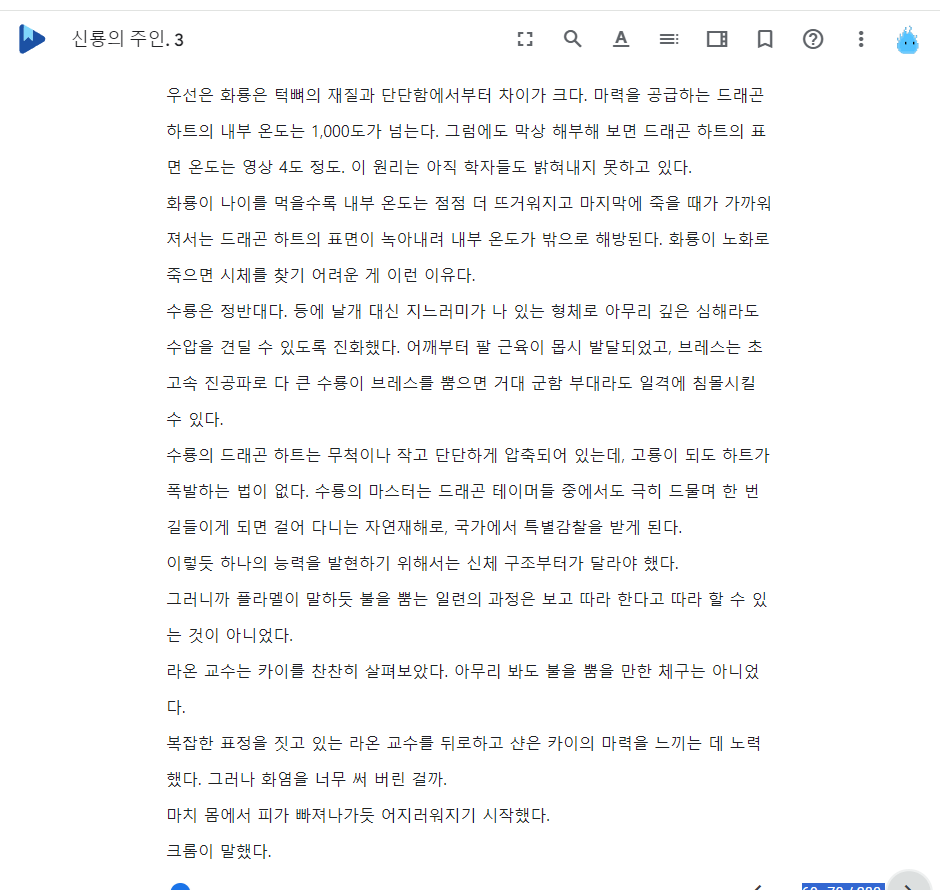 신룡의 주인. 3
우선은 화룡은 턱뼈의 재질과 단단함에서부터 차이가 크다. 마력을 공급하는 드래곤
하트의 내부 온도는 1,000도가 넘는다. 그럼에도 막상 해부해 보면 드래곤 하트의 표
면 온도는 영상 4도 정도. 이 원리는 아직 학자들도 밝혀내지 못하고 있다.
화룡이 나이를 먹을수록 내부 온도는 점점 더 뜨거워지고 마지막에 죽을 때가 가까워
져서는 드래곤 하트의 표면이 녹아내려 내부 온도가 밖으로 해방된다. 화룡이 노화로
죽으면 시체를 찾기 어려운 게 이런 이유다.
수룡은 정반대다. 등에 날개 대신 지느러미가 나 있는 형체로 아무리 깊은 심해라도
수압을 견딜 수 있도록 진화했다. 어깨부터 팔 근육이 몹시 발달되었고, 브레스는 초
고속 진공파로 다 큰 수룡이 브레스를 뿜으면 거대 군함 부대라도 일격에 침몰시킬
수 있다.
수룡의 드래곤 하트는 무척이나 작고 단단하게 압축되어 있는데, 고룡이 되도 하트가
폭발하는 법이 없다. 수룡의 마스터는 드래곤 테이머들 중에서도 극히 드물며 한 번
길들이게 되면 걸어 다니는 자연재해로, 국가에서 특별감찰을 받게 된다.
이렇듯 하나의 능력을 발현하기 위해서는 신체 구조부터가 달라야 했다.
그러니까 플라멜이 말하듯 불을 뿜는 일련의 과정은 보고 따라 한다고 따라 할 수 있
는 것이 아니었다.
라온 교수는 카이를 찬찬히 살펴보았다. 아무리 봐도 불을 뿜을 만한 체구는 아니었
다.
복잡한 표정을 짓고 있는 라온 교수를 뒤로하고 샨은 카이의 마력을 느끼는 데 노력
했다. 그러나 화염을 너무 써 버린 걸까.
마치 몸에서 피가 빠져나가듯 어지러워지기 시작했다.
크롬이 말했다.